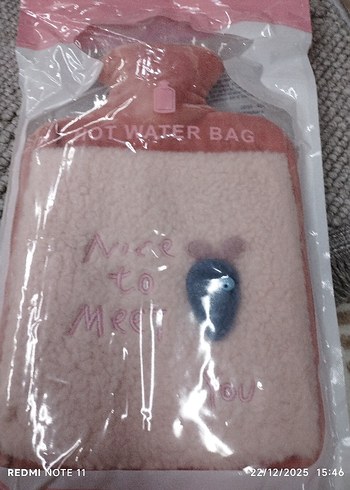 HOT WATER BAG
Nice
to
Meet
You
REDMI NOTE 11
22/12/2025 15:46